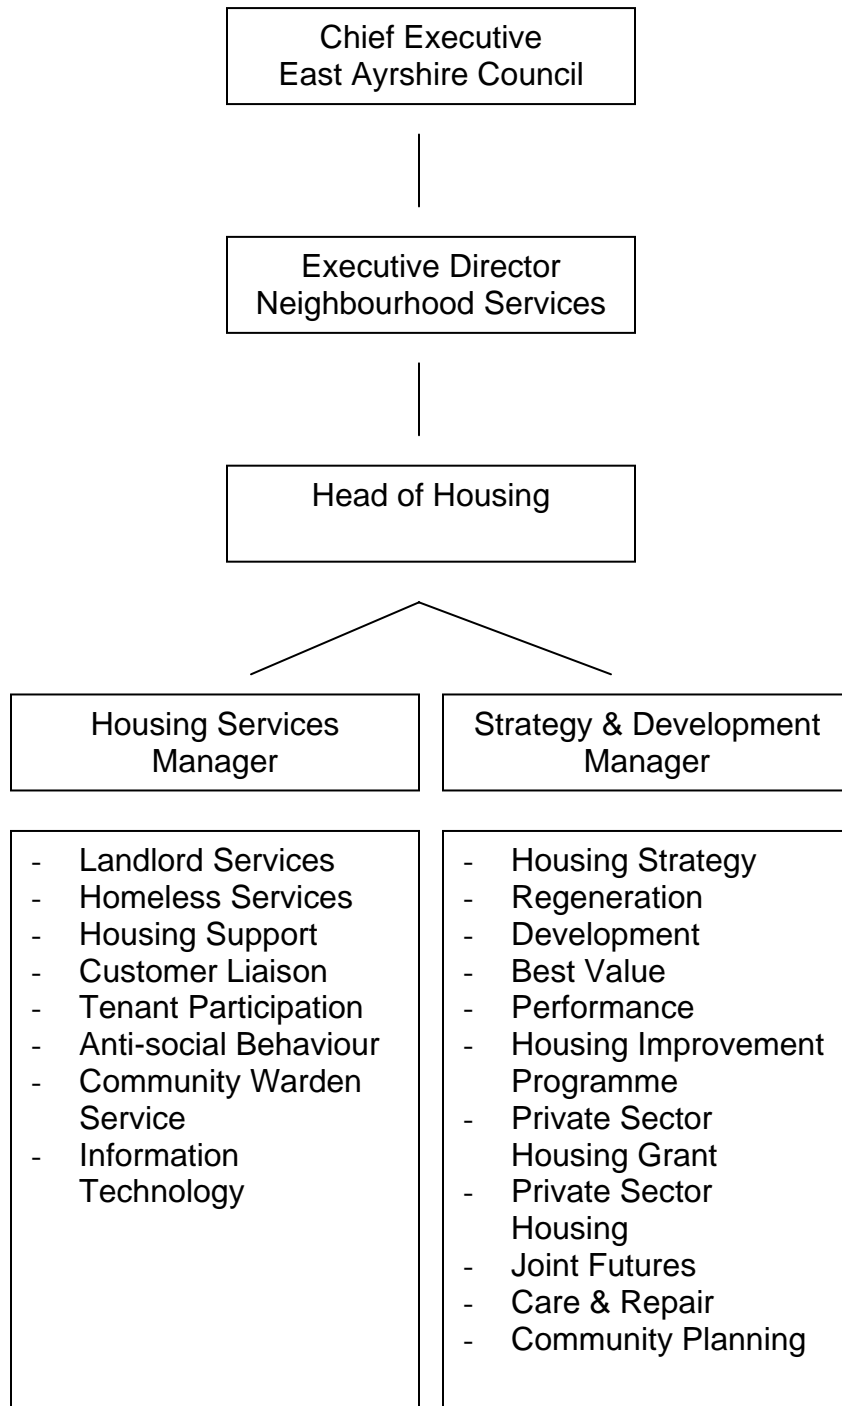 Chief Executive
East Ayrshire Council
Executive Director
Neighbourhood Services
Head of Housing
Housing Services
Manager
Strategy & Development
Manager
- Landlord Services
- Homeless Services
- Housing Support
- Customer Liaison
- Tenant Participation
- Anti-social Behaviour
- Community Warden
Service
- Information
Technology
- Housing Strategy
- Regeneration
- Development
- Best Value
- Performance
- Housing Improvement
Programme
- Private Sector
Housing Grant
- Private Sector
Housing
- Joint Futures
- Care & Repair
- Community Planning